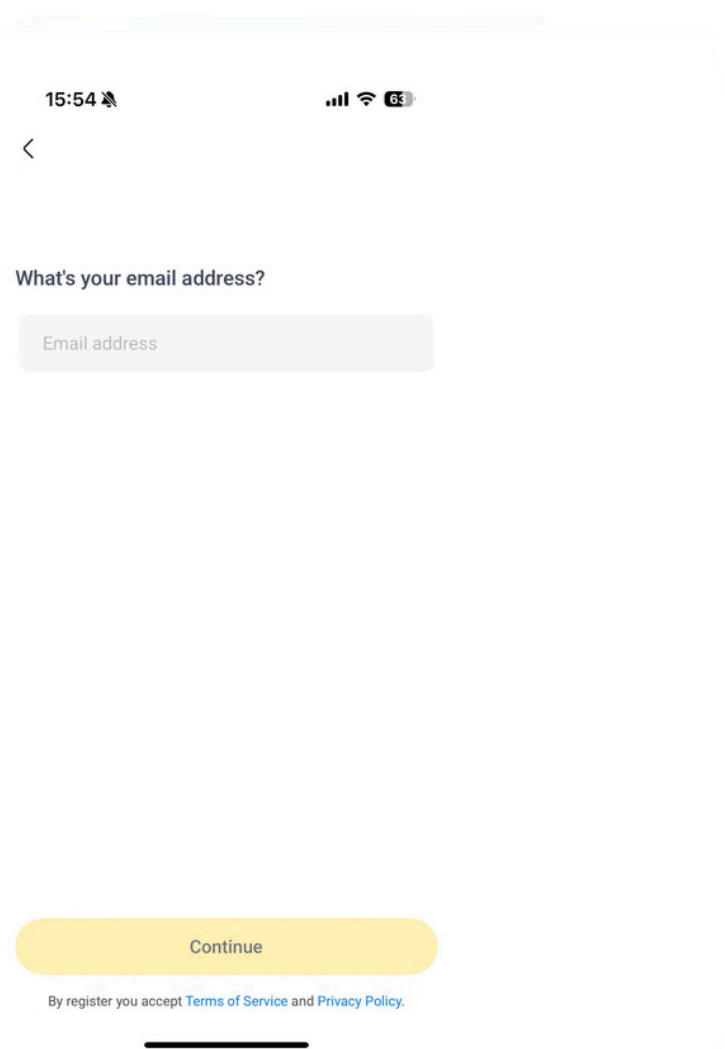 15:54
63
What's your email address?
Email address
Continue
By register you accept Terms of Service and Privacy Policy.